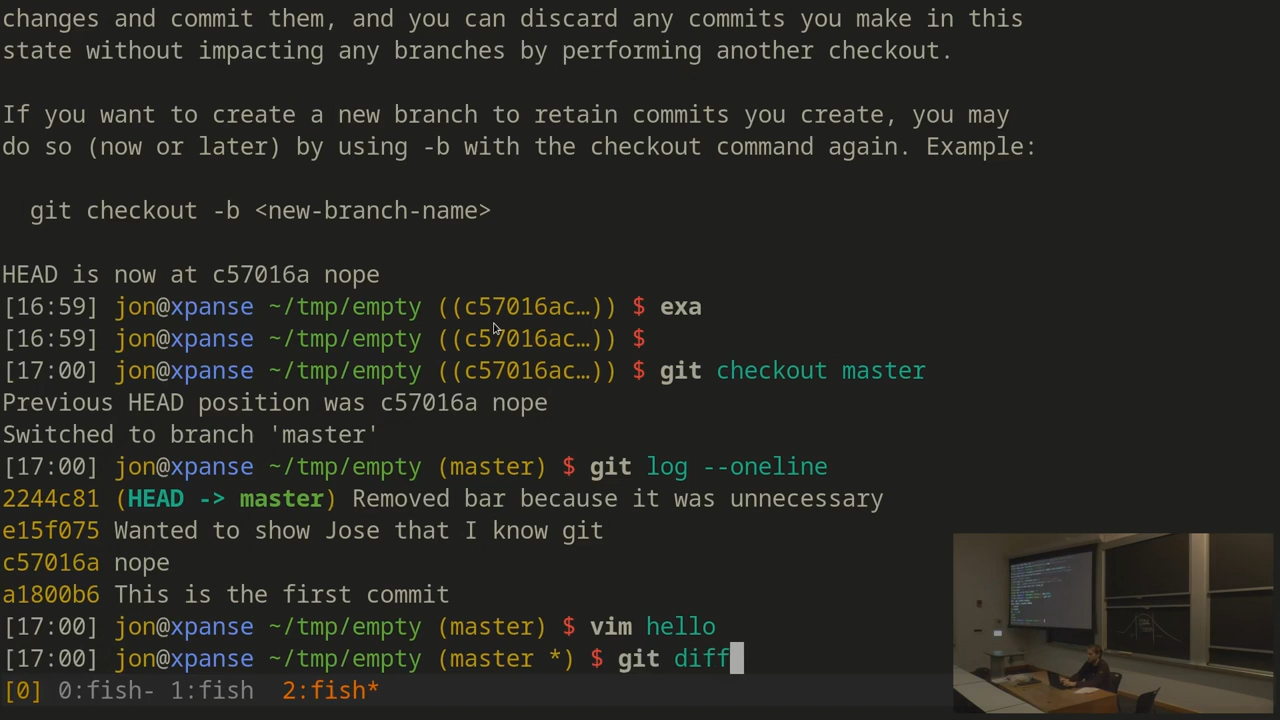 changes and commit them, and you can discard any commits you make in this
state without impacting any branches by performing another checkout.
If you want to create a new branch to retain commits you create, you may
do so (now or later) by using -b with the checkout command again. Example:
git checkout -b <new-branch-name>
HEAD is now at c57016a nope
[16:59] jon@xpanse ~/tmp/empty ((c57016ac…)) $ exa
[16:59] jon@xpanse ~/tmp/empty ((c57016ac…)) $
[17:00] jon@xpanse ~/tmp/empty ((c57016ac…)) $ git checkout master
Previous HEAD position was c57016a nope
Switched to branch 'master'
[17:00] jon@xpanse ~/tmp/empty (master) $ git log --oneline
2244c81 (HEAD -> master) Removed bar because it was unnecessary
e15f075 Wanted to show Jose that I know git
c57016a nope
a1800b6 This is the first commit
[17:00] jon@xpanse ~/tmp/empty (master) $ vim hello
[17:00] jon@xpanse ~/tmp/empty (master *) $ git diff
[0] 0:fish- 1:fish 2:fish*